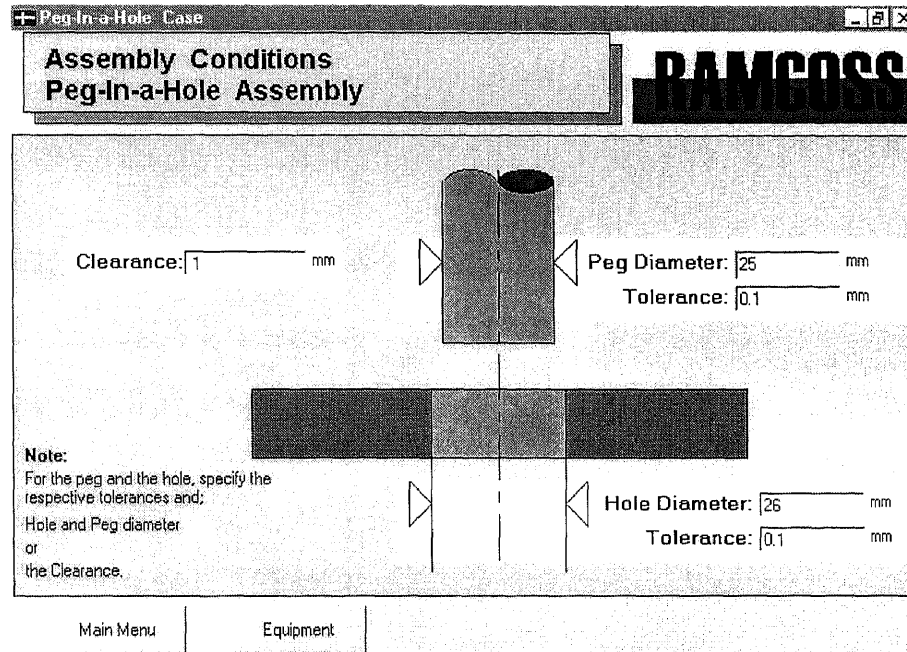 Peg-In-a-Hole Case
Assembly Conditions
Peg-In-a-Hole Assembly
RAMCOSS
Clearance: 1 mm
Peg Diameter: 25 mm
Tolerance: 0.1 mm
Note:
For the peg and the hole, specify the
respective tolerances and;
Hole and Peg diameter
or
the Clearance.
Hole Diameter: 26 mm
Tolerance: 0.1 mm
Main Menu
Equipment